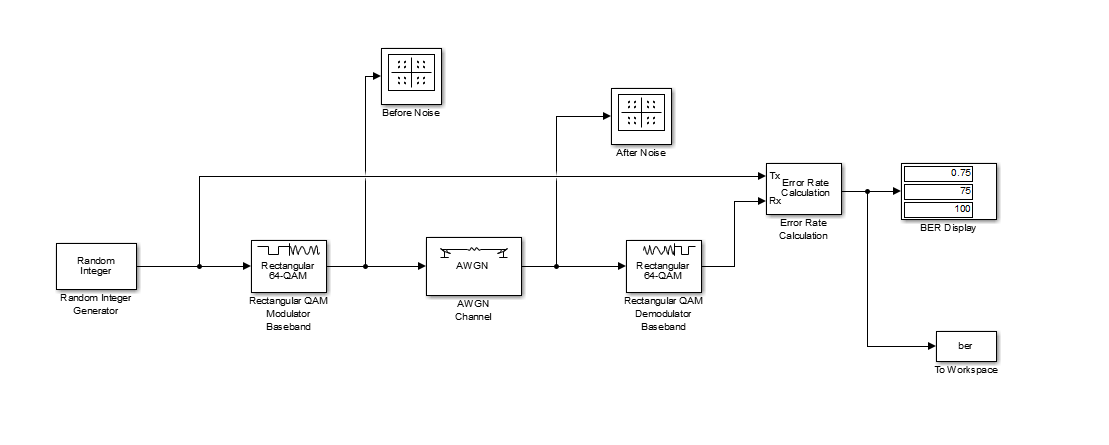 Before Noise
After Noise
Tx
Error Rate
Calculation
Rx
Error Rate
Calculation
0.75
75
100
BER Display
Random
Integer
Random Integer
Generator
Rectangular
64-QAM
Rectangular QAM
Modulator
Baseband
AWGN
AWGN
Channel
Rectangular
64-QAM
Rectangular QAM
Demodulator
Baseband
ber
To Workspace